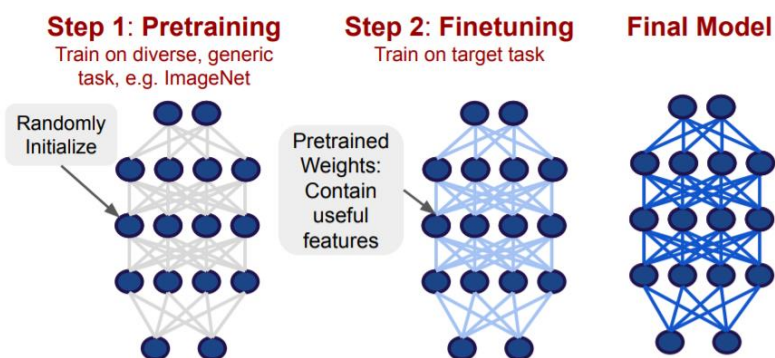 Step 1: Pretraining
Train on diverse, generic
task, e.g. ImageNet
Randomly
Initialize
Step 2: Finetuning
Train on target task
Pretrained
Weights:
Contain
useful
features
Final Model